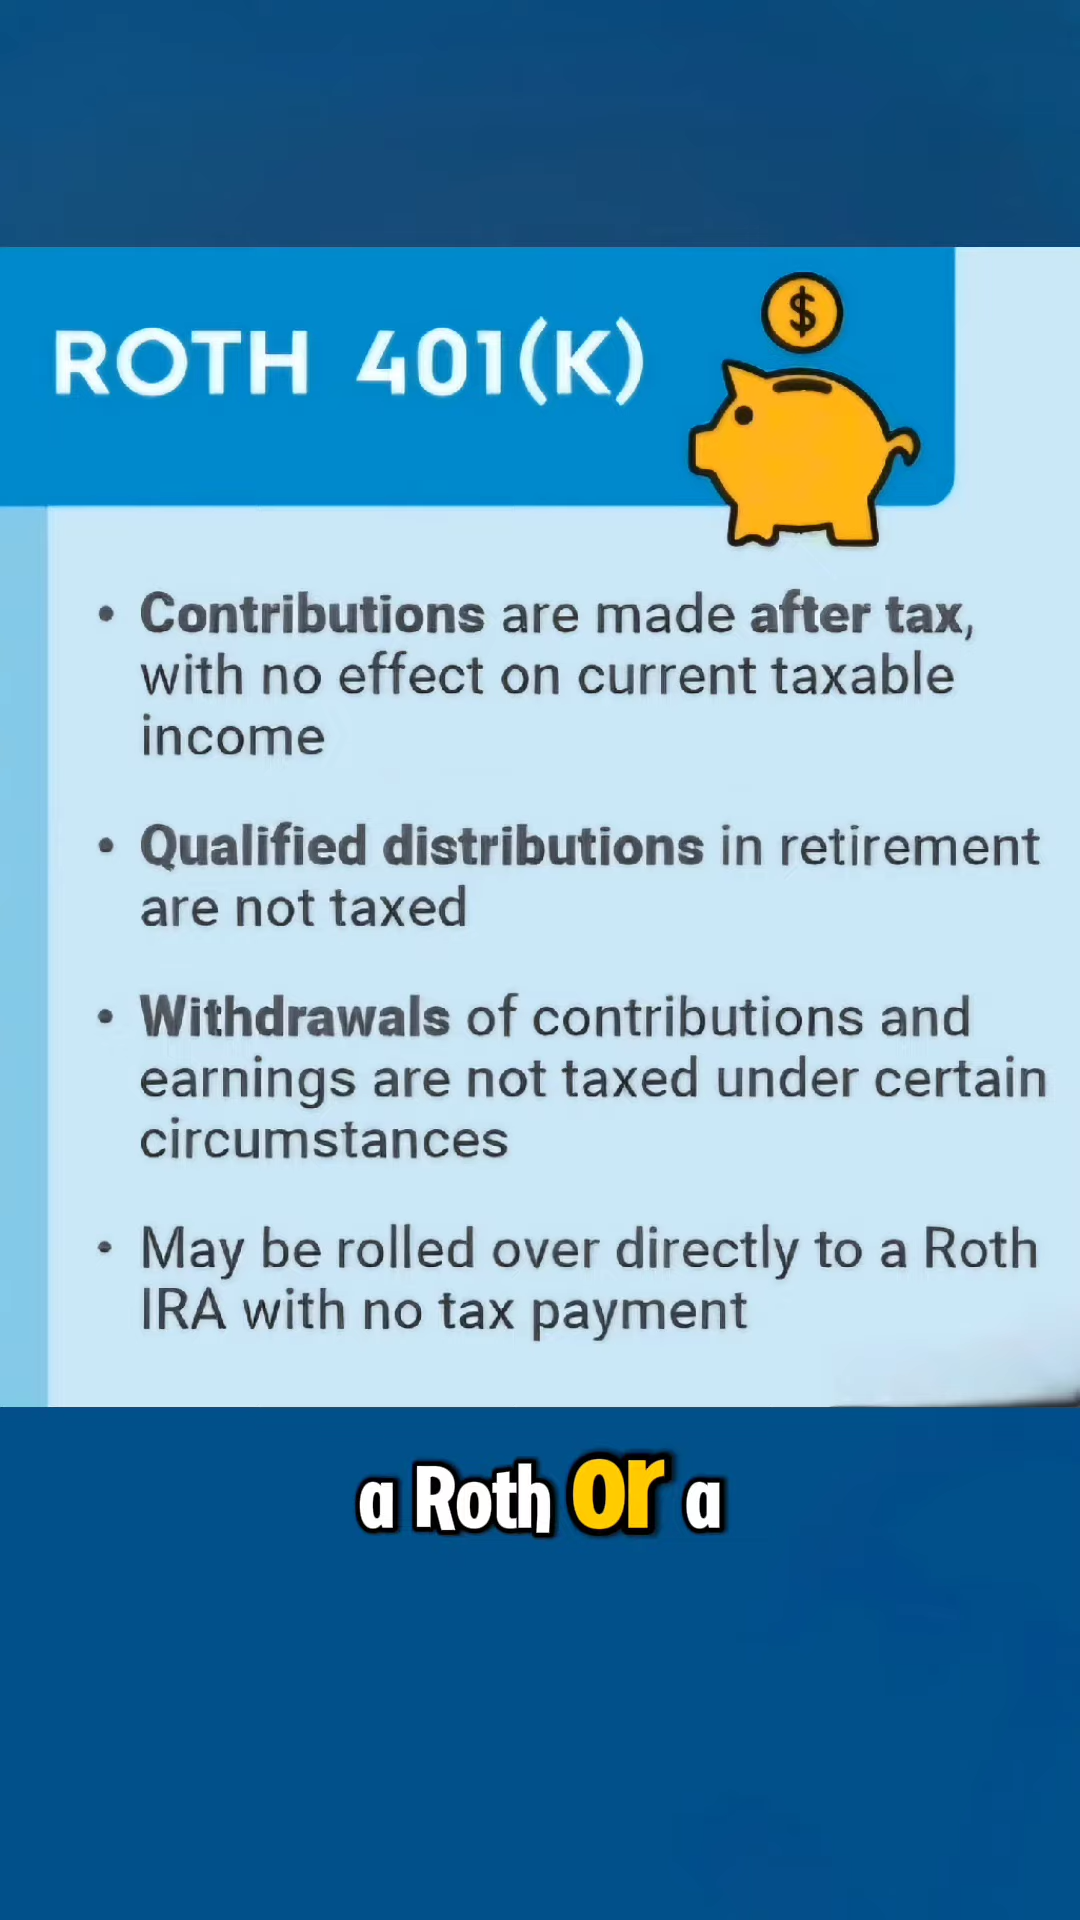 ROTH 401(K)
$
• Contributions are made after tax,
with no effect on current taxable
income
• Qualified distributions in retirement
are not taxed
• Withdrawals of contributions and
earnings are not taxed under certain
circumstances
• May be rolled over directly to a Roth
IRA with no tax payment
a Roth or a